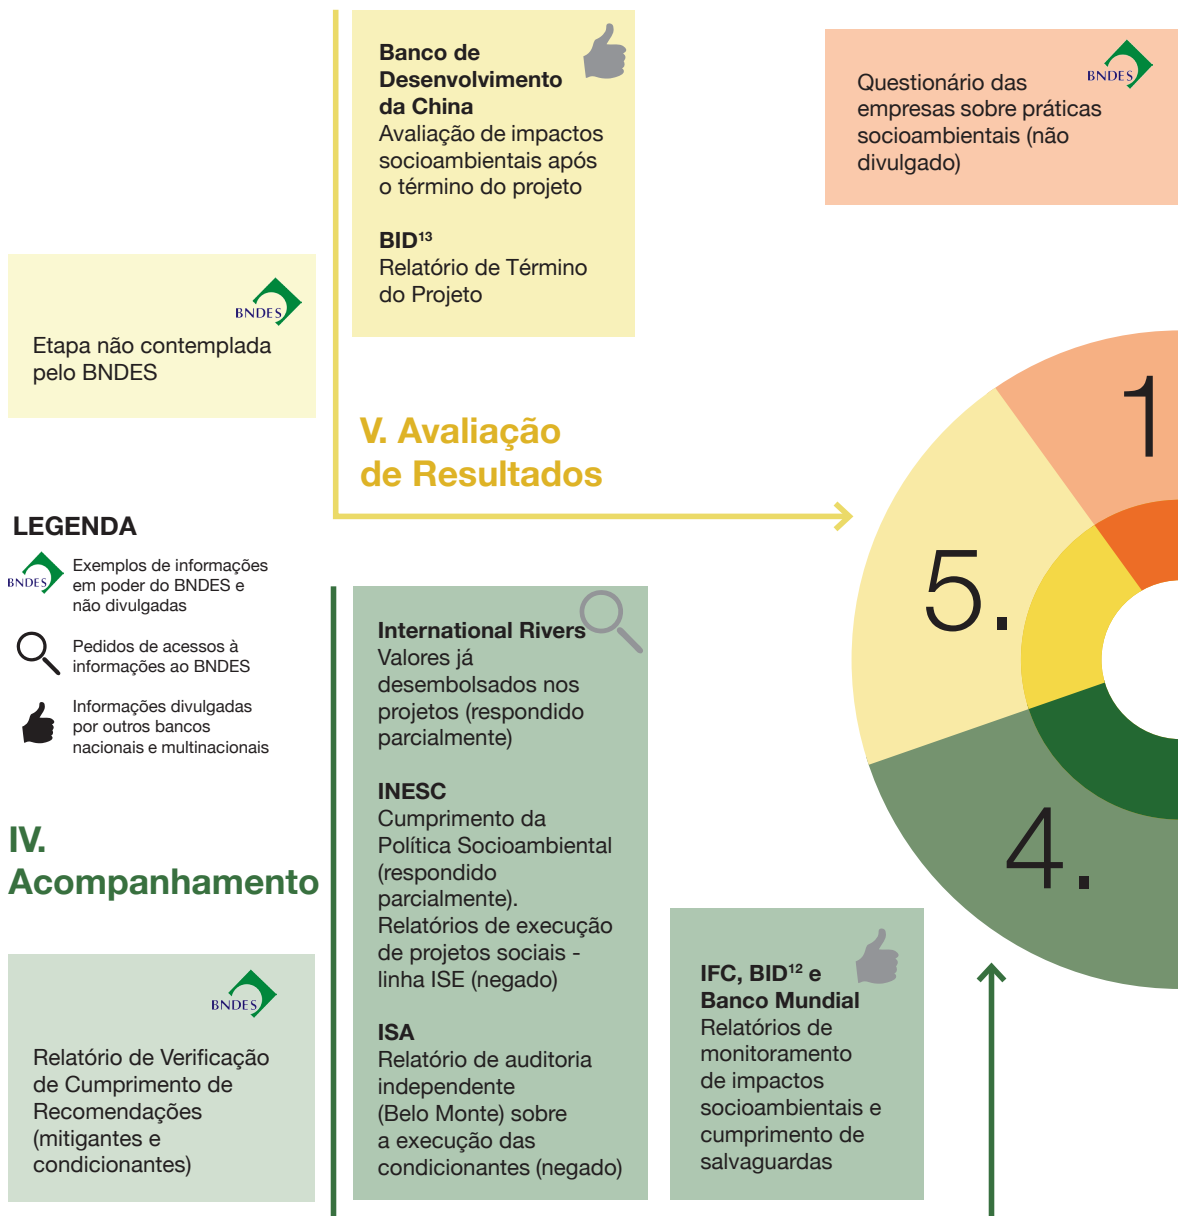 Banco de
Desenvolvimento
da China
Avaliação de impactos
socioambientais após
o término do projeto
BID¹³
Relatório de Término
do Projeto
BNDES
Questionário das
empresas sobre práticas
socioambientais (não
divulgado)
BNDES
Etapa não contemplada
pelo BNDES
V. Avaliação
de Resultados
1
5.
4.
LEGENDA
BNDES
Exemplos de informações
em poder do BNDES e
não divulgadas
Pedidos de acessos à
informações ao BNDES
Informações divulgadas
por outros bancos
nacionais e multinacionais
IV.
Acompanhamento
BNDES
Relatório de Verificação
de Cumprimento de
Recomendações
(mitigantes e
condicionantes)
International Rivers
Valores já
desembolsados nos
projetos (respondido
parcialmente)
INESC
Cumprimento da
Política Socioambiental
(respondido
parcialmente).
Relatórios de execução
de projetos sociais -
linha ISE (negado)
ISA
Relatório de auditoria
independente
(Belo Monte) sobre
a execução das
condicionantes (negado)
IFC, BID¹² e
Banco Mundial
Relatórios de
monitoramento
de impactos
socioambientais e
cumprimento de
salvaguardas